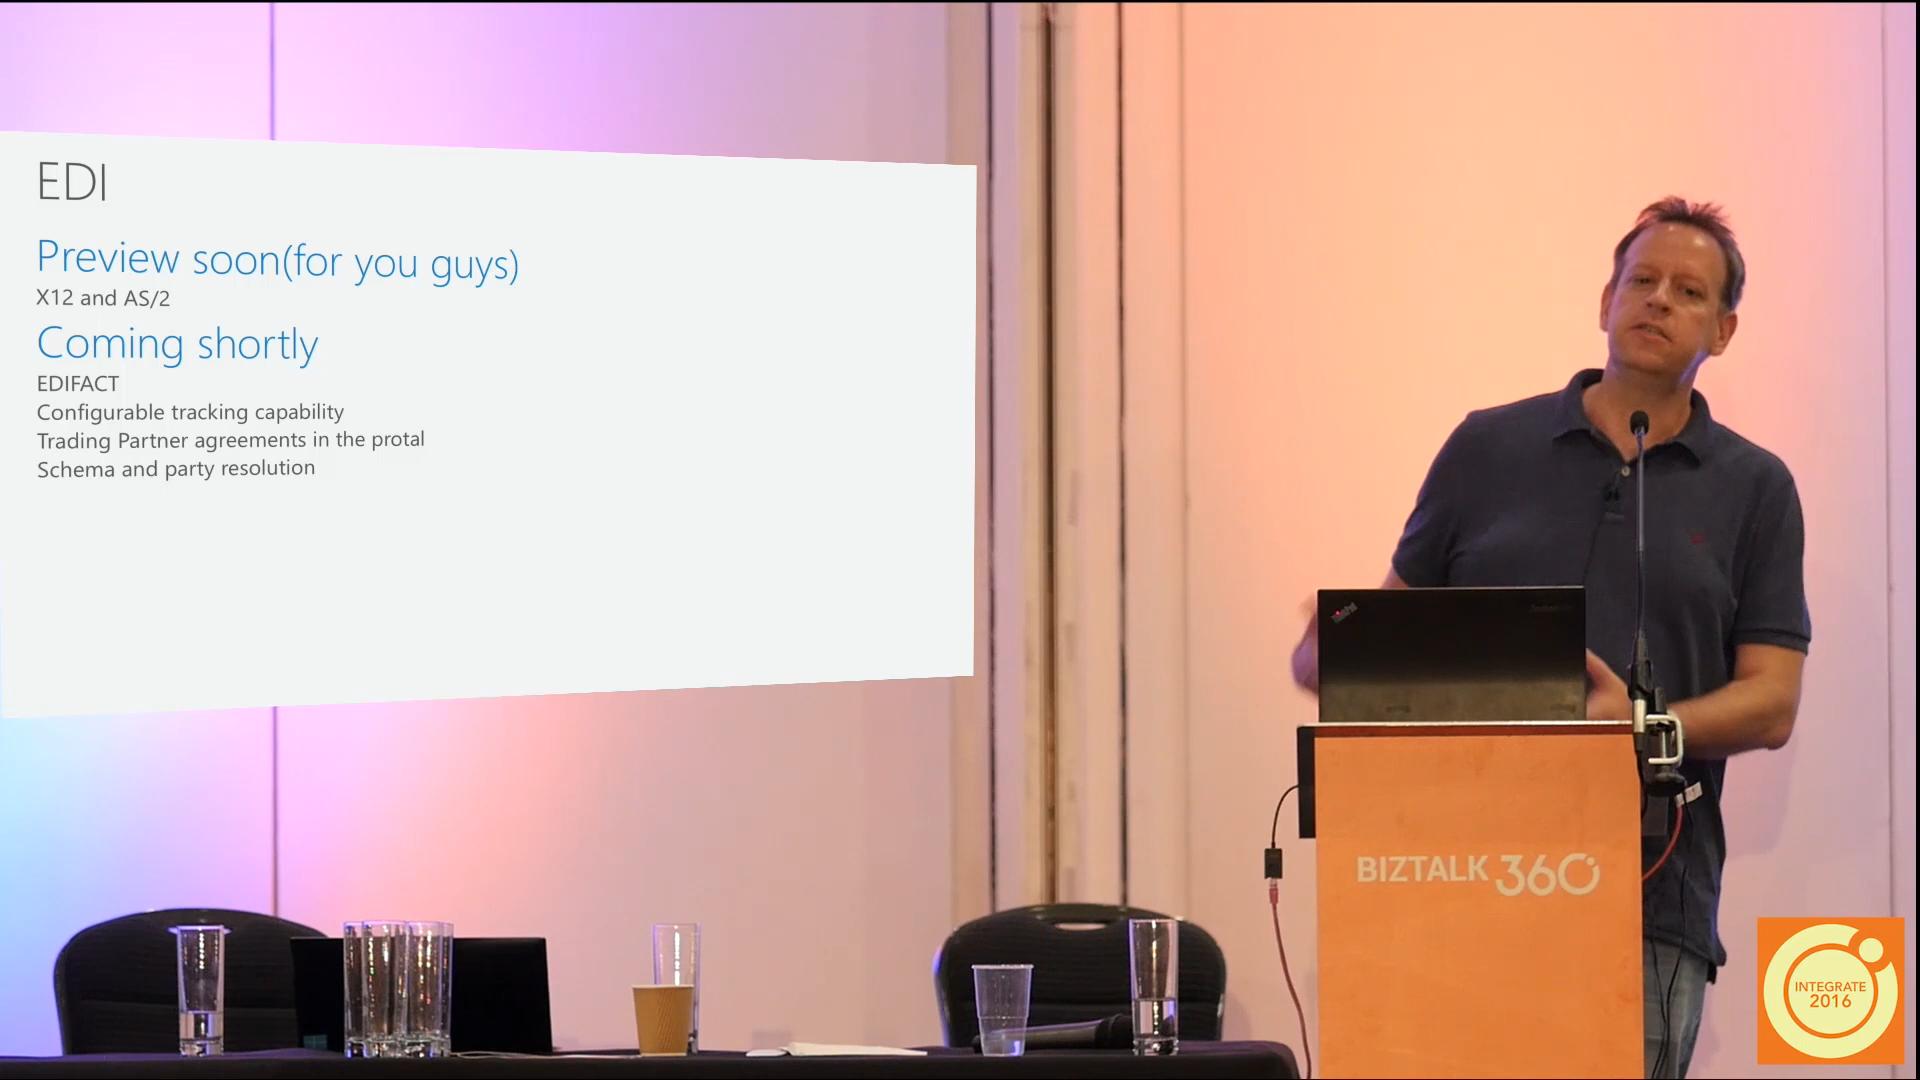 EDI
Preview soon(for you guys)
X12 and AS/2
Coming shortly
EDIFACT
Configurable tracking capability
Trading Partner agreements in the protal
Schema and party resolution
BIZTALK 360
INTEGRATE
2016